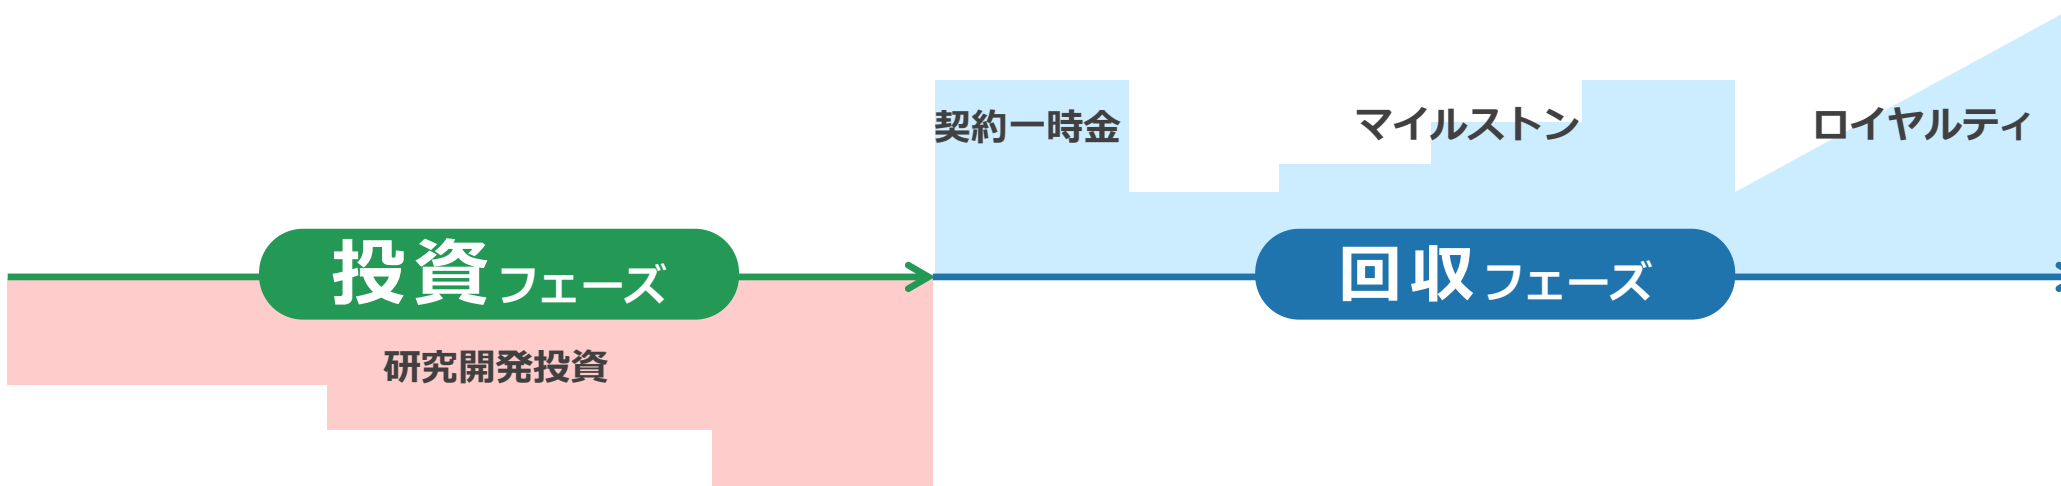 契約一時金
マイルストン
ロイヤルティ
投資フェーズ
回収フェーズ
研究開発投資